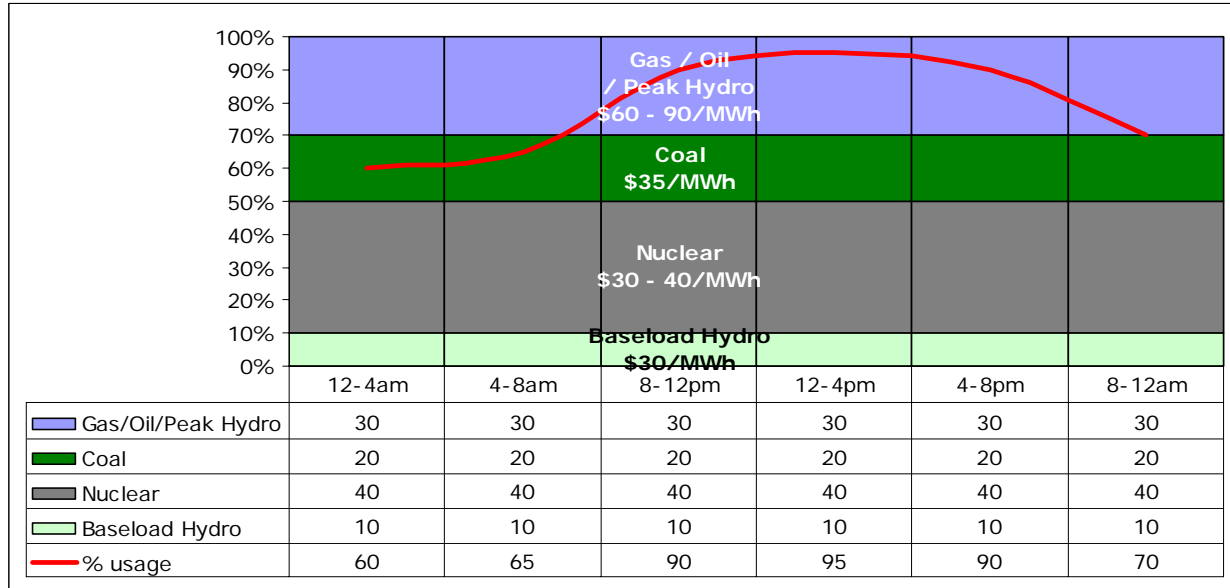 100%
90%
80%
70%
60%
50%
40%
30%
20%
10%
0%
Gas / Oil
/ Peak Hydro
$60 - 90/MWh
Coal
$35/MWh
Nuclear
$30 - 40/MWh
Baseload Hydro
$30/MWh
12-4am 4-8am 8-12pm 12-4pm 4-8pm 8-12am
Gas/Oil/Peak Hydro 30 30 30 30 30 30
Coal 20 20 20 20 20 20
Nuclear 40 40 40 40 40 40
Baseload Hydro 10 10 10 10 10 10
% usage 60 65 90 95 90 70